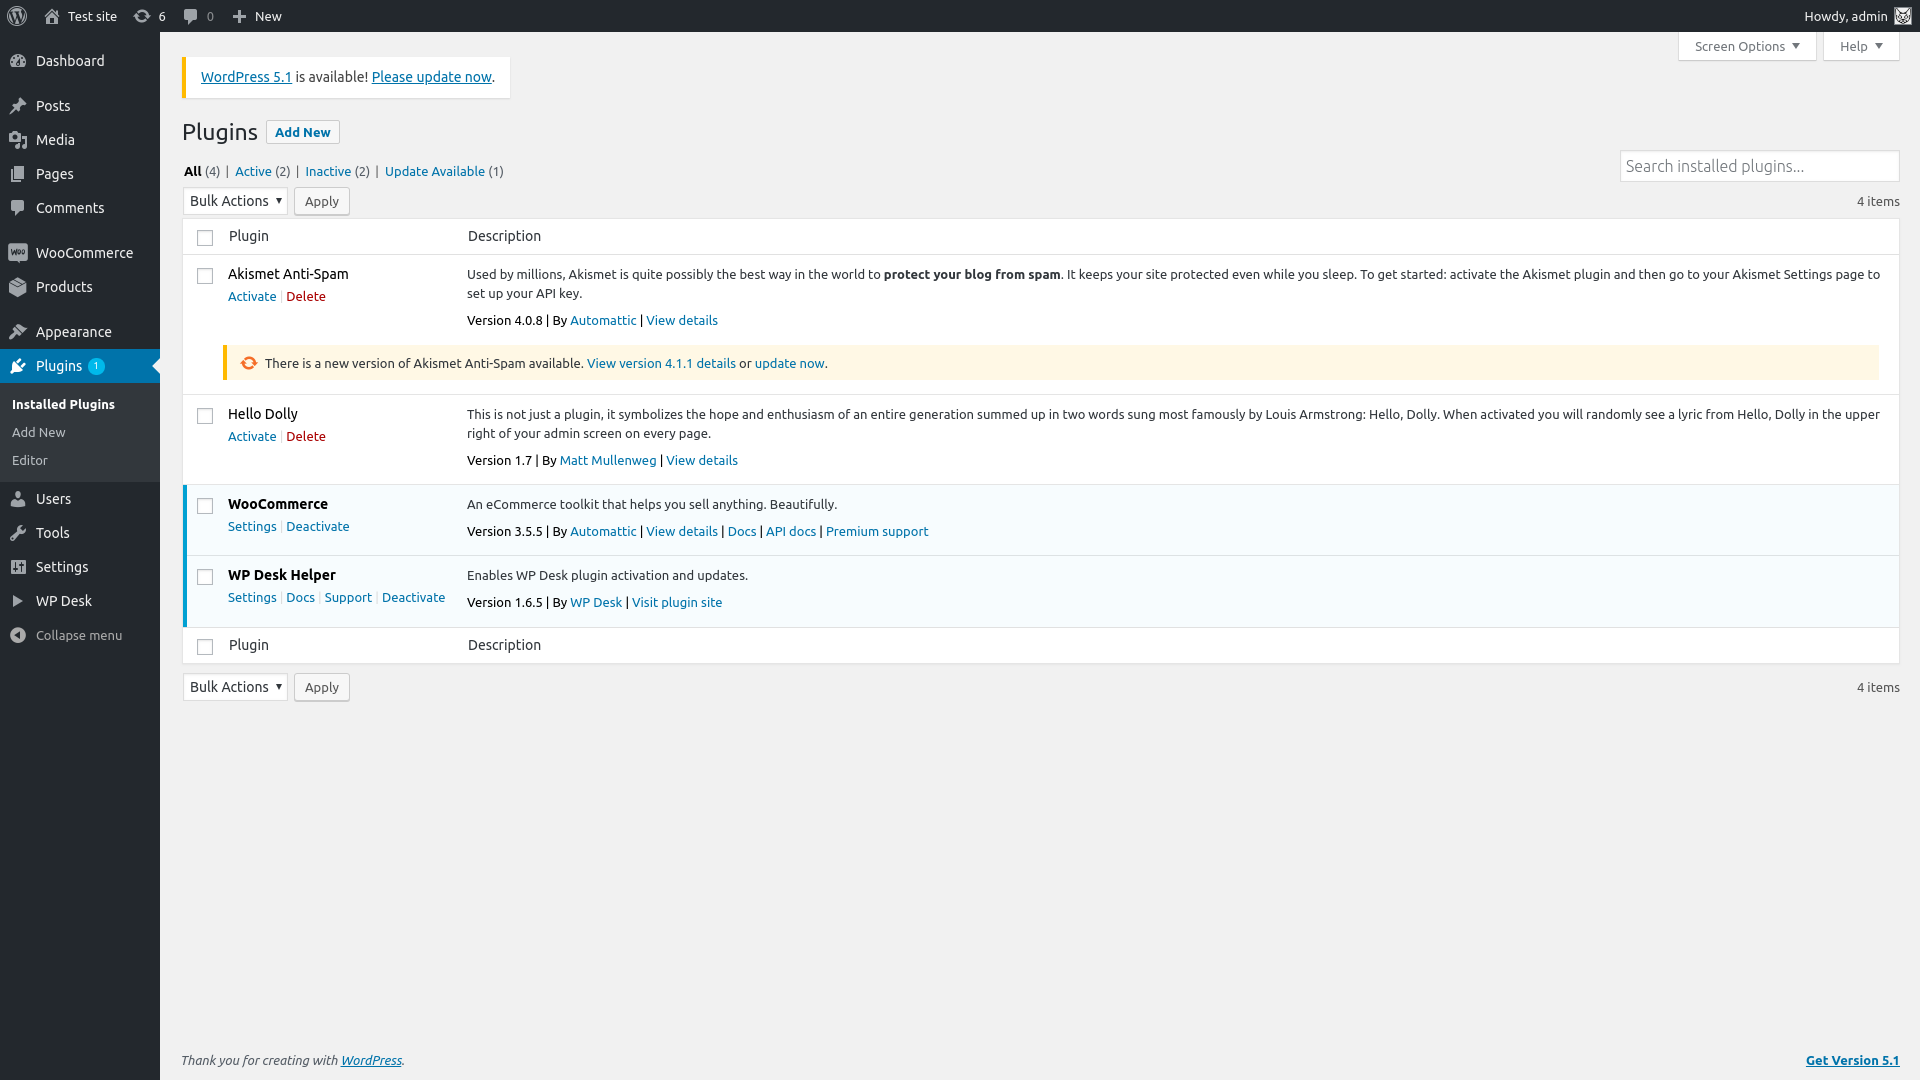 Test site 6 0 New Howdy, admin
Screen Options Help
WordPress 5.1 is available! Please update now.
Plugins Add New
All (4) | Active (2) | Inactive (2) | Update Available (1)
Search installed plugins...
Bulk Actions Apply 4 items
Plugin Description
Akismet Anti-Spam
Activate | Delete
Used by millions, Akismet is quite possibly the best way in the world to protect your blog from spam. It keeps your site protected even while you sleep. To get started: activate the Akismet plugin and then go to your Akismet Settings page to
set up your API key.
Version 4.0.8 | By Automattic | View details
There is a new version of Akismet Anti-Spam available. View version 4.1.1 details or update now.
Hello Dolly
Activate | Delete
This is not just a plugin, it symbolizes the hope and enthusiasm of an entire generation summed up in two words sung most famously by Louis Armstrong: Hello, Dolly. When activated you will randomly see a lyric from Hello, Dolly in the upper
right of your admin screen on every page.
Version 1.7 | By Matt Mullenweg | View details
WooCommerce
Settings | Deactivate
An eCommerce toolkit that helps you sell anything. Beautifully.
Version 3.5.5 | By Automattic | View details | Docs | API docs | Premium support
WP Desk Helper
Settings | Docs | Support | Deactivate
Enables WP Desk plugin activation and updates.
Version 1.6.5 | By WP Desk | Visit plugin site
Plugin Description
Bulk Actions Apply 4 items
Dashboard
Posts
Media
Pages
Comments
Woo WooCommerce
Products
Appearance
Plugins 1
Installed Plugins
Add New
Editor
Users
Tools
Settings
WP Desk
Collapse menu
Thank you for creating with WordPress.
Get Version 5.1